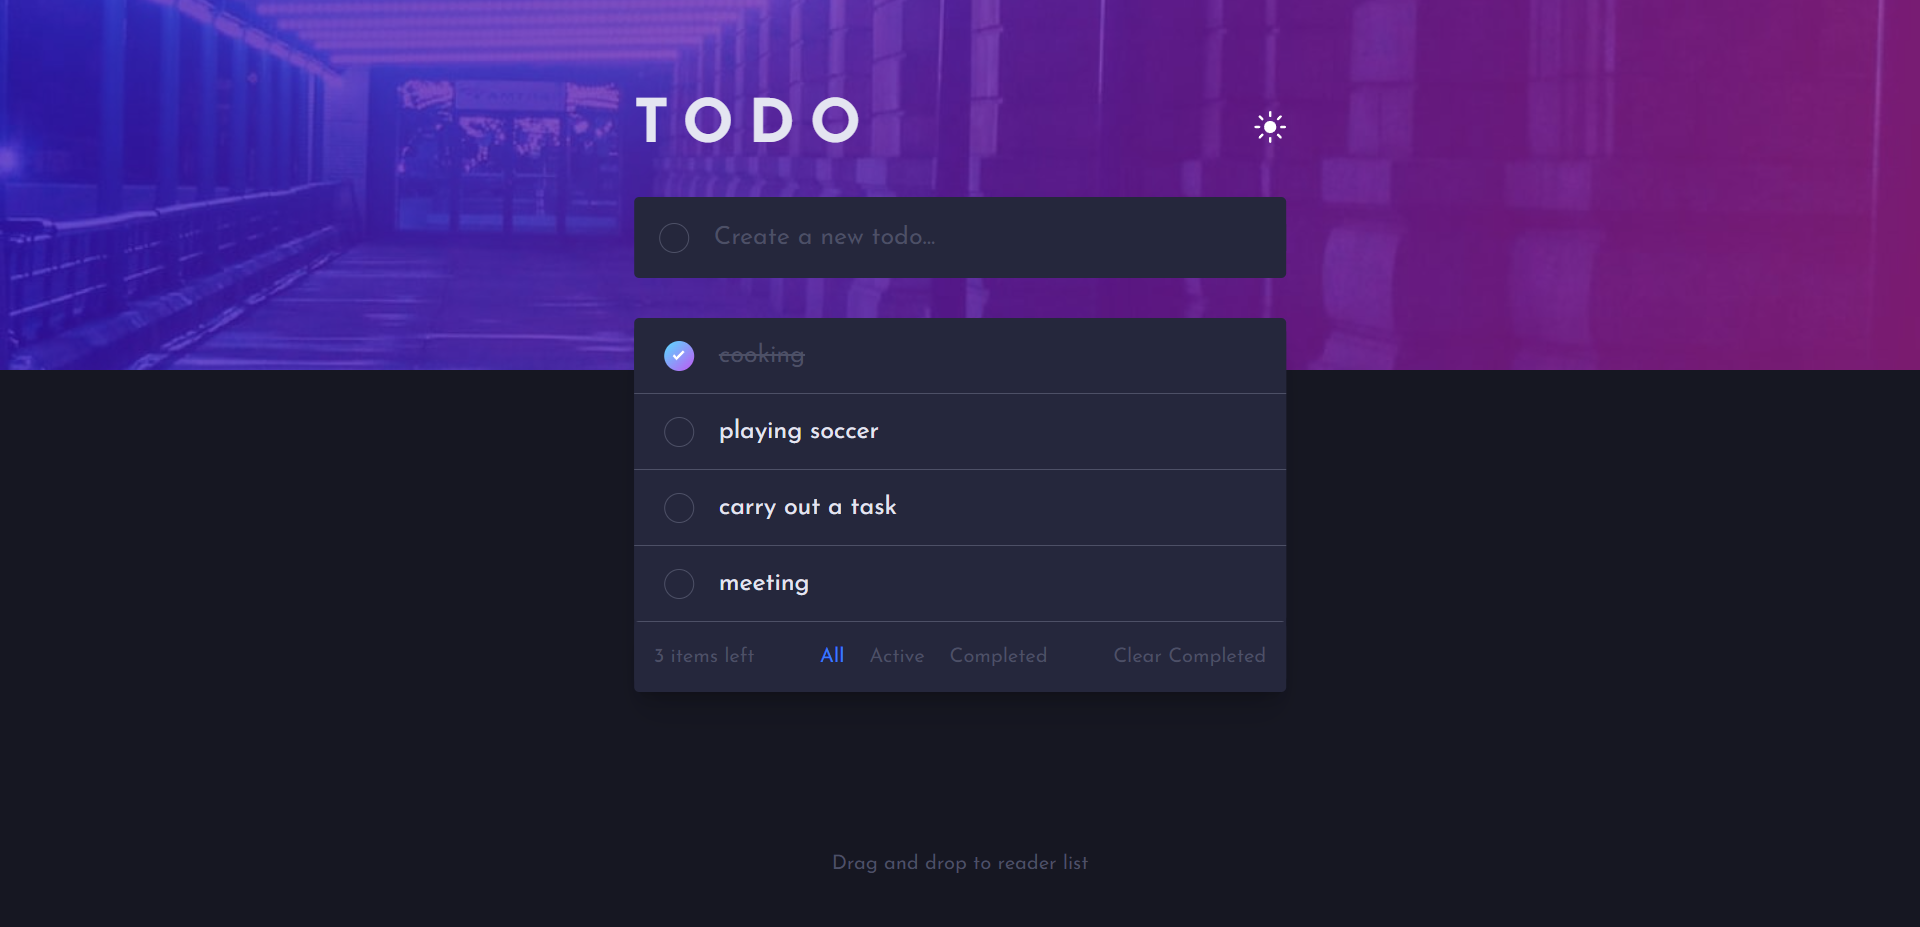 TODO
Create a new todo...
cooking
playing soccer
carry out a task
meeting
3 items left All Active Completed Clear Completed
Drag and drop to reader list